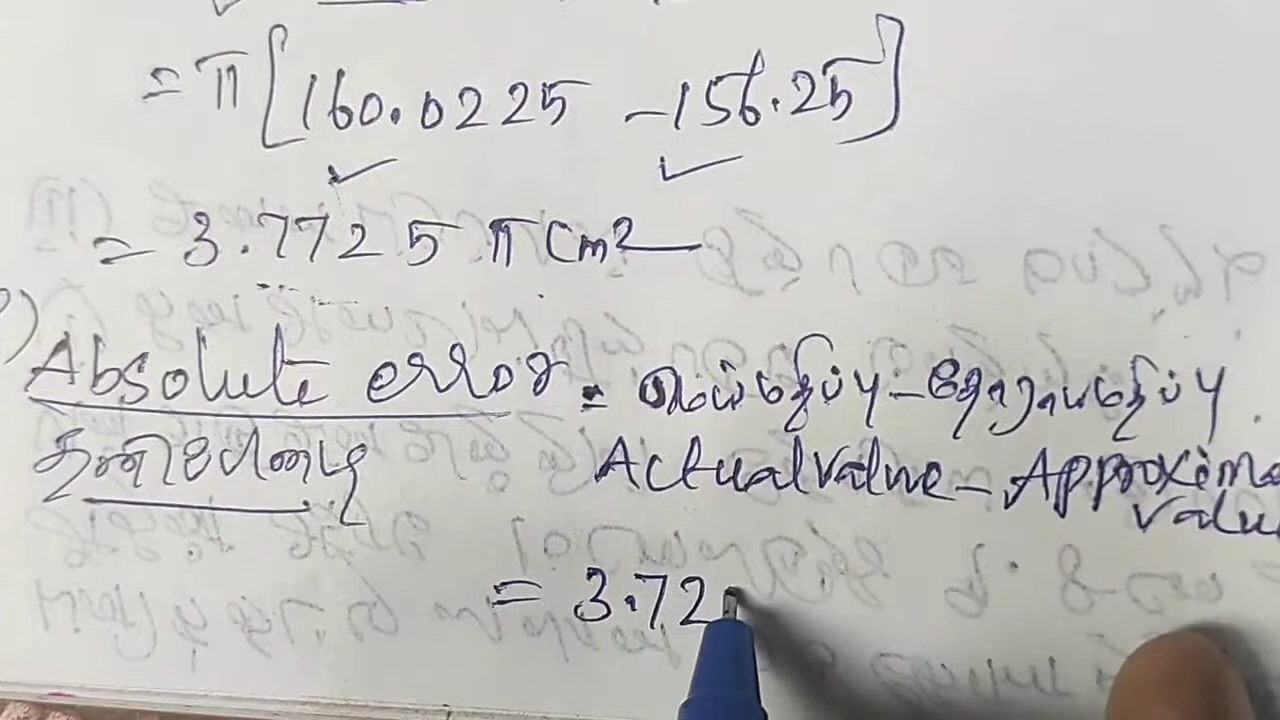 = π[160.0225 - 156.25]
= 3.7725 π cm²
Absolute error = மெய்மதிப்பு - தோராயமதிப்பு
தனிப்பிழை Actual value - Approxima
Valu
= 3.72